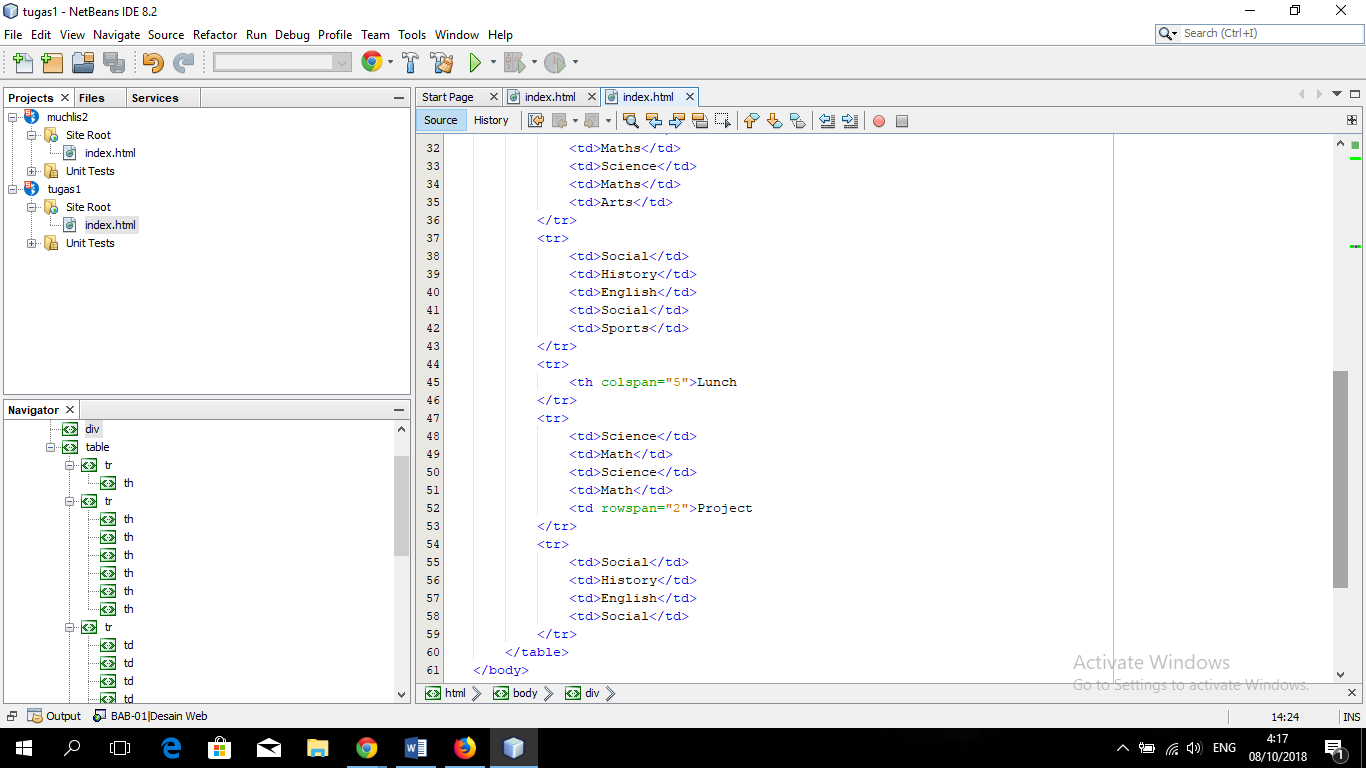 tugas1 - NetBeans IDE 8.2
File Edit View Navigate Source Refactor Run Debug Profile Team Tools Window Help
Search (Ctrl+I)
Projects Files Services
muchlis2
Site Root
index.html
Unit Tests
tugas1
Site Root
index.html
Unit Tests
Navigator
div
table
tr
th
tr
th
th
th
th
th
th
tr
td
td
td
td
Start Page index.html index.html
Source History
32 <td>Maths</td>
33 <td>Science</td>
34 <td>Maths</td>
35 <td>Arts</td>
36 </tr>
37 <tr>
38 <td>Social</td>
39 <td>History</td>
40 <td>English</td>
41 <td>Social</td>
42 <td>Sports</td>
43 </tr>
44 <tr>
45 <th colspan="5">Lunch
46 </tr>
47 <tr>
48 <td>Science</td>
49 <td>Math</td>
50 <td>Science</td>
51 <td>Math</td>
52 <td rowspan="2">Project
53 </tr>
54 <tr>
55 <td>Social</td>
56 <td>History</td>
57 <td>English</td>
58 <td>Social</td>
59 </tr>
60 </table>
61 </body>
Activate Windows
Go to Settings to activate Windows.
html body div
Output BAB-01|Desain Web
14:24 INS
ENG
4:17
08/10/2018
1